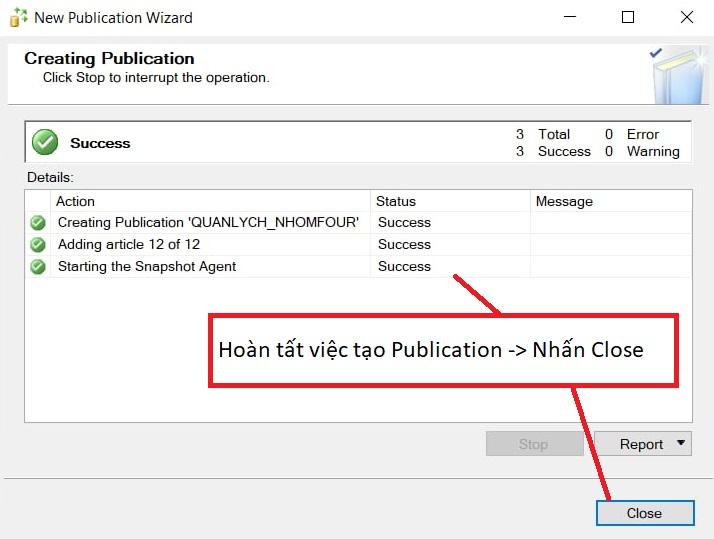 New Publication Wizard
Creating Publication
Click Stop to interrupt the operation.
Success
3 Total 0 Error
3 Success 0 Warning
Details:
Action Status Message
Creating Publication 'QUANLYCH_NHOMFOUR' Success
Adding article 12 of 12 Success
Starting the Snapshot Agent Success
Hoàn tất việc tạo Publication -> Nhấn Close
Stop Report
Close